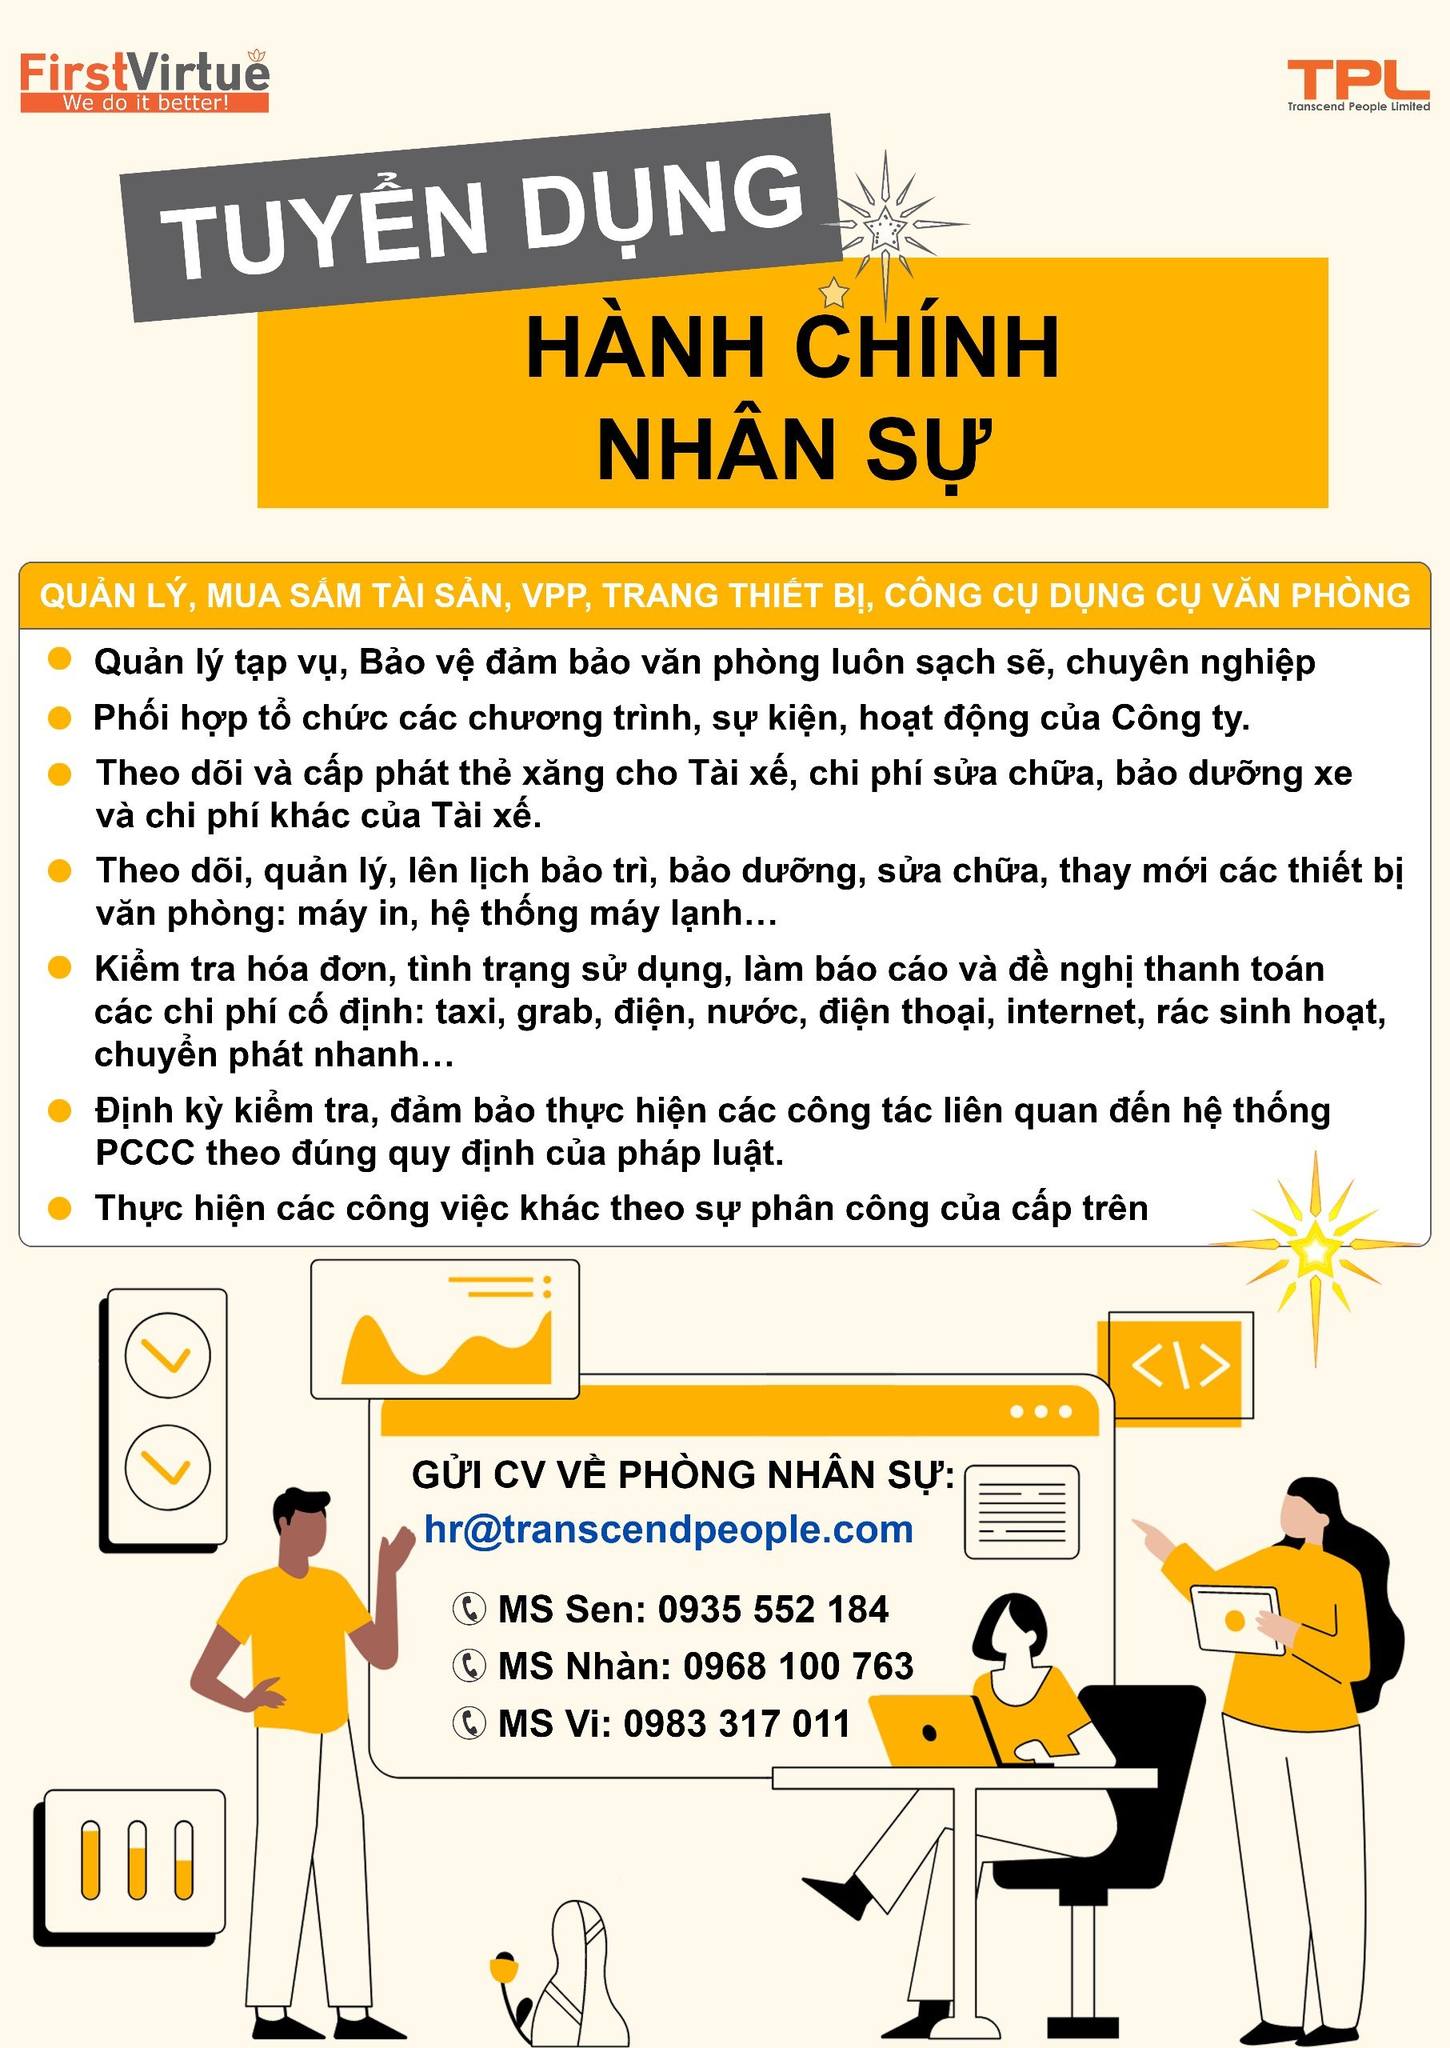 FirstVirtue
We do it better!
TPL
Transcend People Limited
TUYỂN DỤNG
HÀNH CHÍNH
NHÂN SỰ
QUẢN LÝ, MUA SẮM TÀI SẢN, VPP, TRANG THIẾT BỊ, CÔNG CỤ DỤNG CỤ VĂN PHÒNG
Quản lý tạp vụ, Bảo vệ đảm bảo văn phòng luôn sạch sẽ, chuyên nghiệp
Phối hợp tổ chức các chương trình, sự kiện, hoạt động của Công ty.
Theo dõi và cấp phát thẻ xăng cho Tài xế, chi phí sửa chữa, bảo dưỡng xe
và chi phí khác của Tài xế.
Theo dõi, quản lý, lên lịch bảo trì, bảo dưỡng, sửa chữa, thay mới các thiết bị
văn phòng: máy in, hệ thống máy lạnh...
Kiểm tra hóa đơn, tình trạng sử dụng, làm báo cáo và đề nghị thanh toán
các chi phí cố định: taxi, grab, điện, nước, điện thoại, internet, rác sinh hoạt,
chuyển phát nhanh...
Định kỳ kiểm tra, đảm bảo thực hiện các công tác liên quan đến hệ thống
PCCC theo đúng quy định của pháp luật.
Thực hiện các công việc khác theo sự phân công của cấp trên
<\>
GỬI CV VỀ PHÒNG NHÂN SỰ:
hr@transcendpeople.com
MS Sen: 0935 552 184
MS Nhàn: 0968 100 763
MS Vi: 0983 317 011